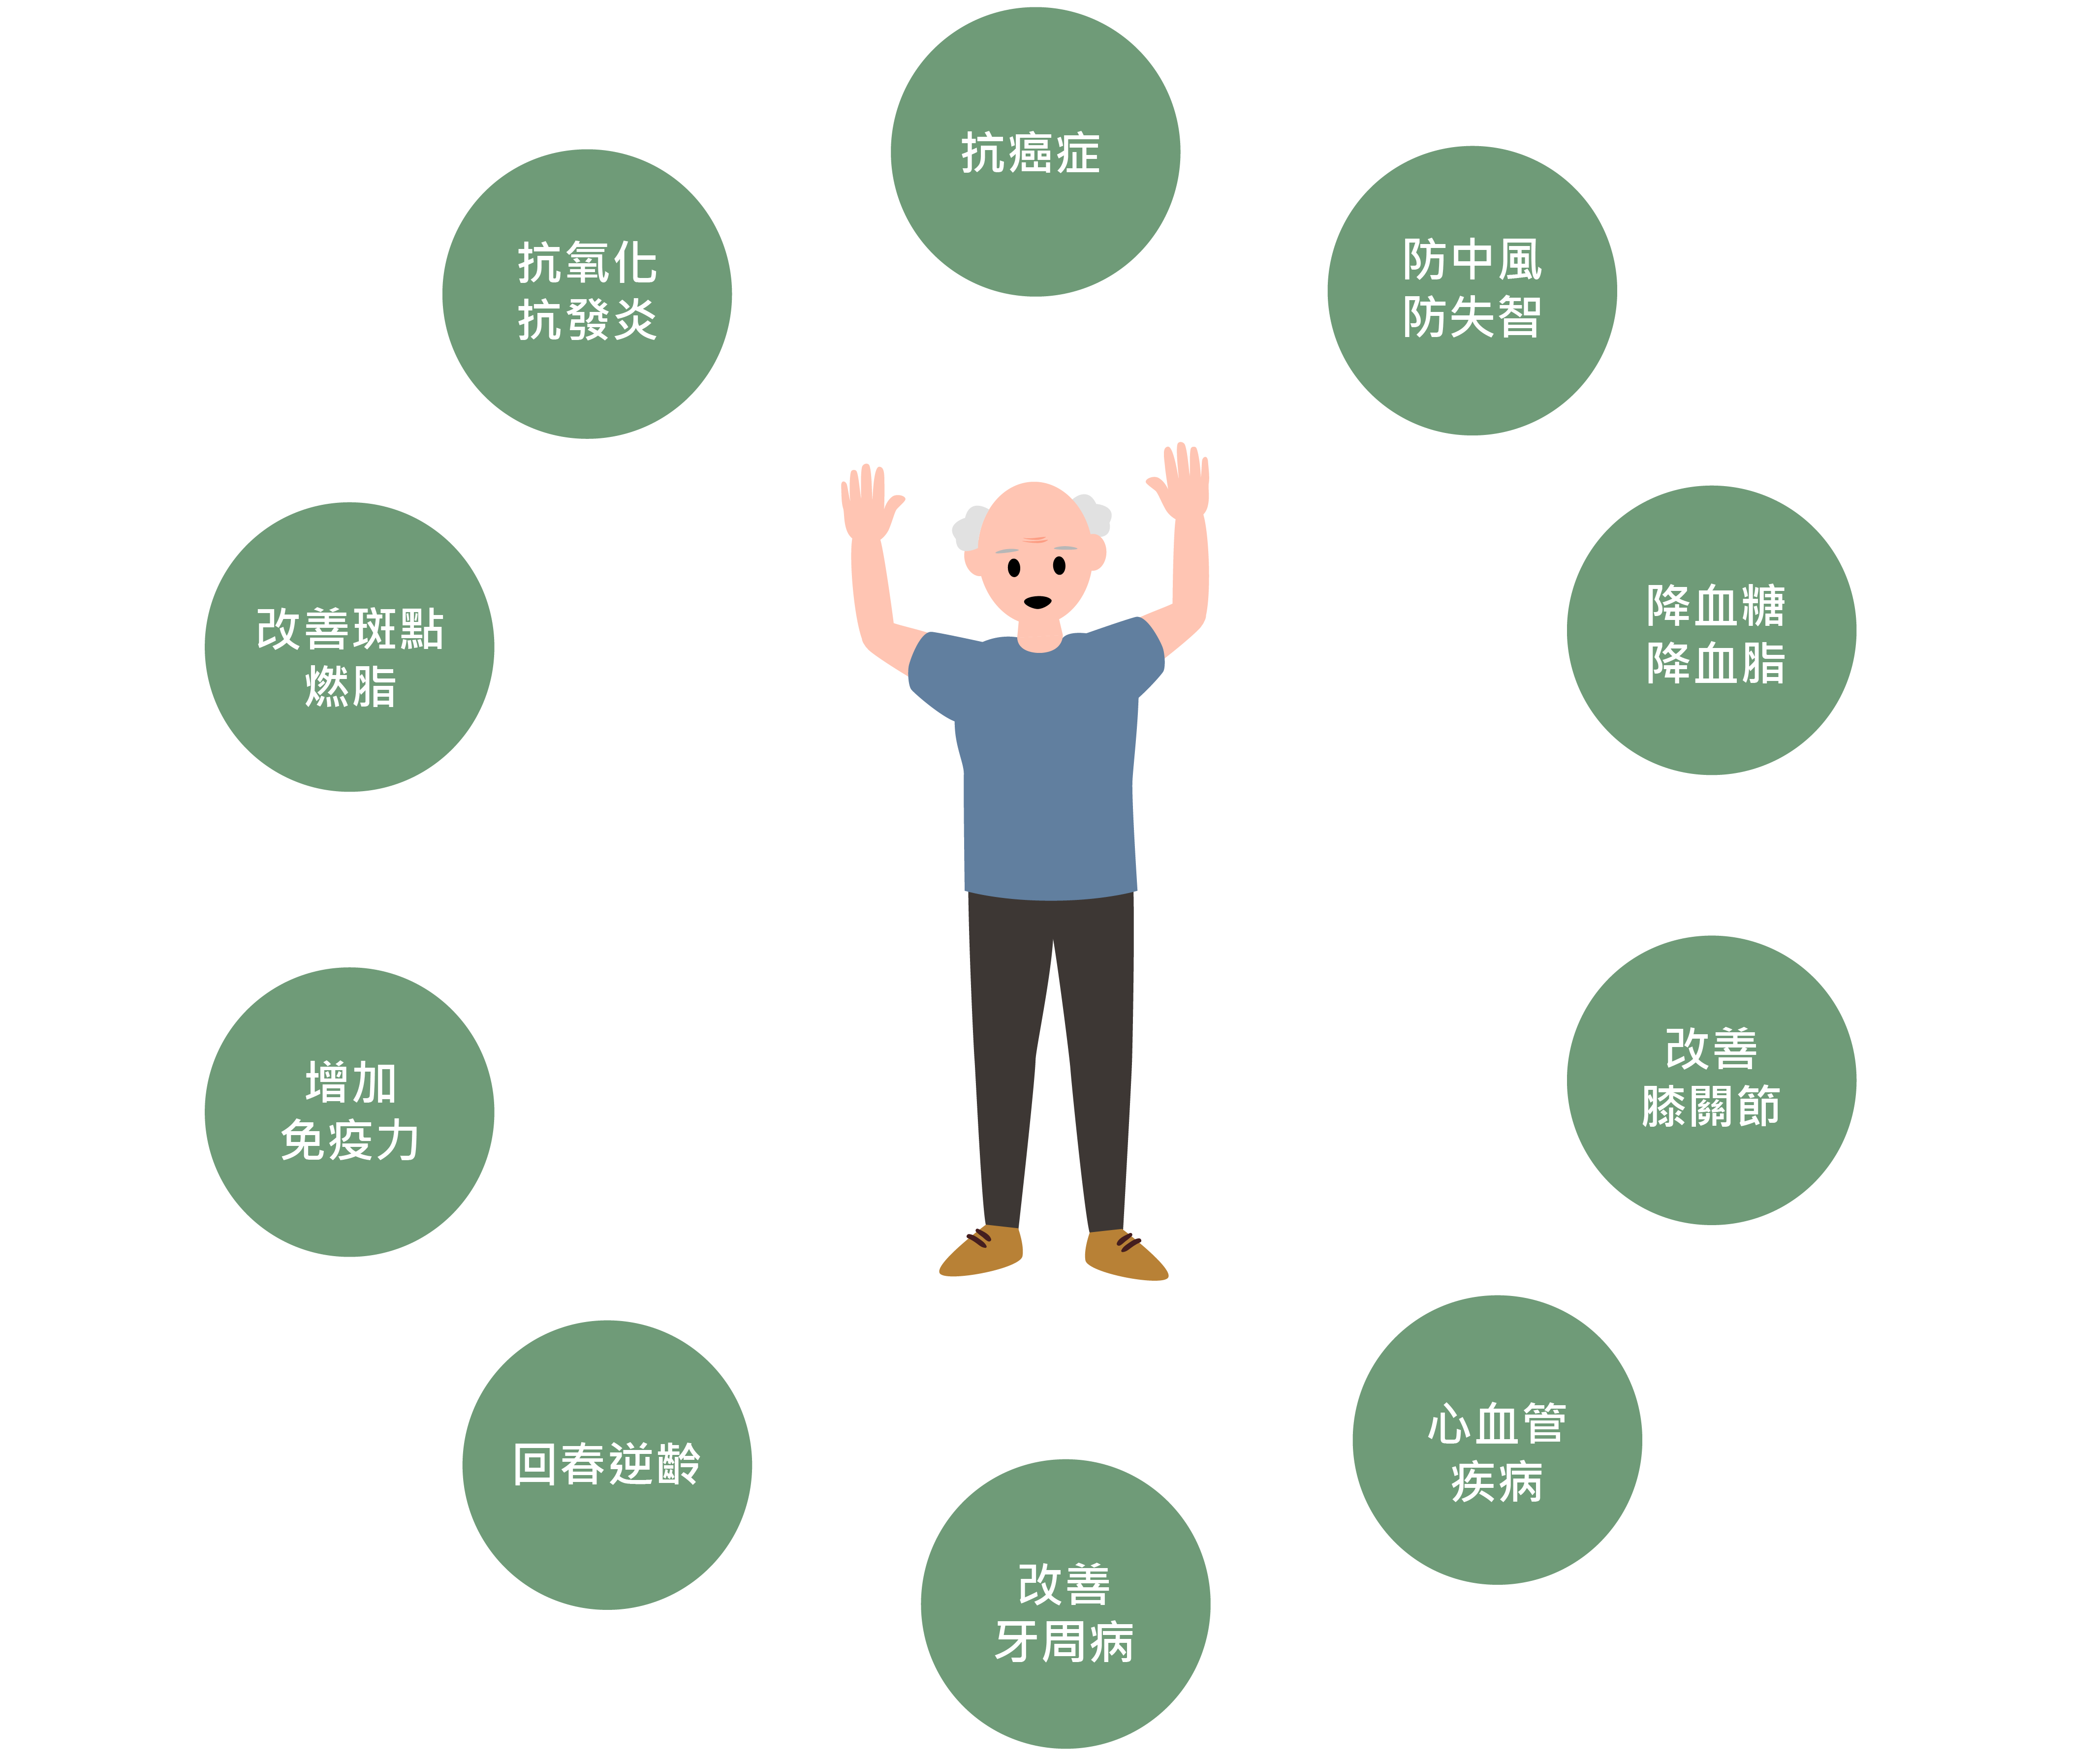 抗癌症
防中風
防失智
降血糖
降血脂
改善
膝關節
心血管
疾病
改善
牙周病
回春逆齡
增加
免疫力
改善班點
燃脂
抗氧化
抗發炎